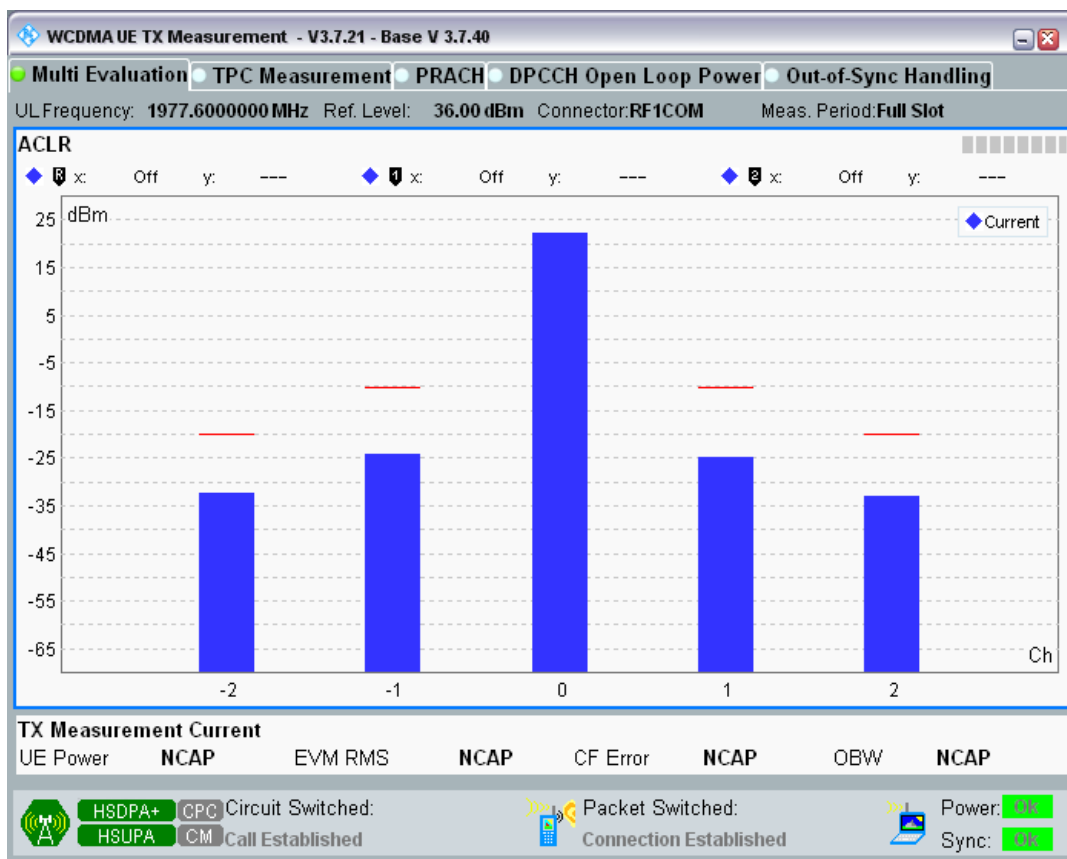 WCDMA UE TX Measurement - V3.7.21 - Base V 3.7.40
Multi Evaluation TPC Measurement PRACH DPCCH Open Loop Power Out-of-Sync Handling
UL Frequency: 1977.6000000 MHz Ref. Level: 36.00 dBm Connector:RF1COM Meas. Period:Full Slot
ACLR
R x: Off y: --- 1 x: Off y: --- 2 x: Off y: ---
dBm
Current
25
15
5
-5
-15
-25
-35
-45
-55
-65
Ch
-2 -1 0 1 2
TX Measurement Current
UE Power NCAP EVM RMS NCAP CF Error NCAP OBW NCAP
HSDPA+ CPC Circuit Switched: Packet Switched: Power: Ok
HSUPA CM Call Established Connection Established Sync: Ok